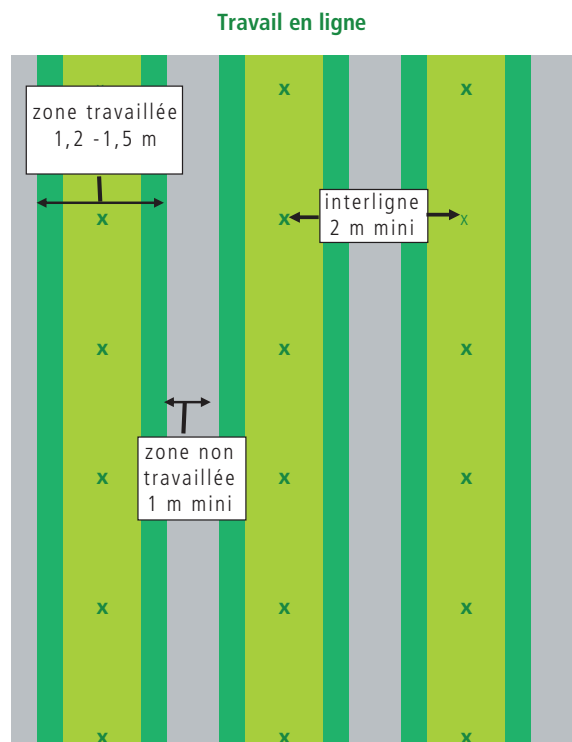 Travail en ligne
x x
zone travaillée
1,2 -1,5 m
x x x
interligne
2 m mini
x x x
zone non
travaillée
1 m mini
x x x
x x x
x x x